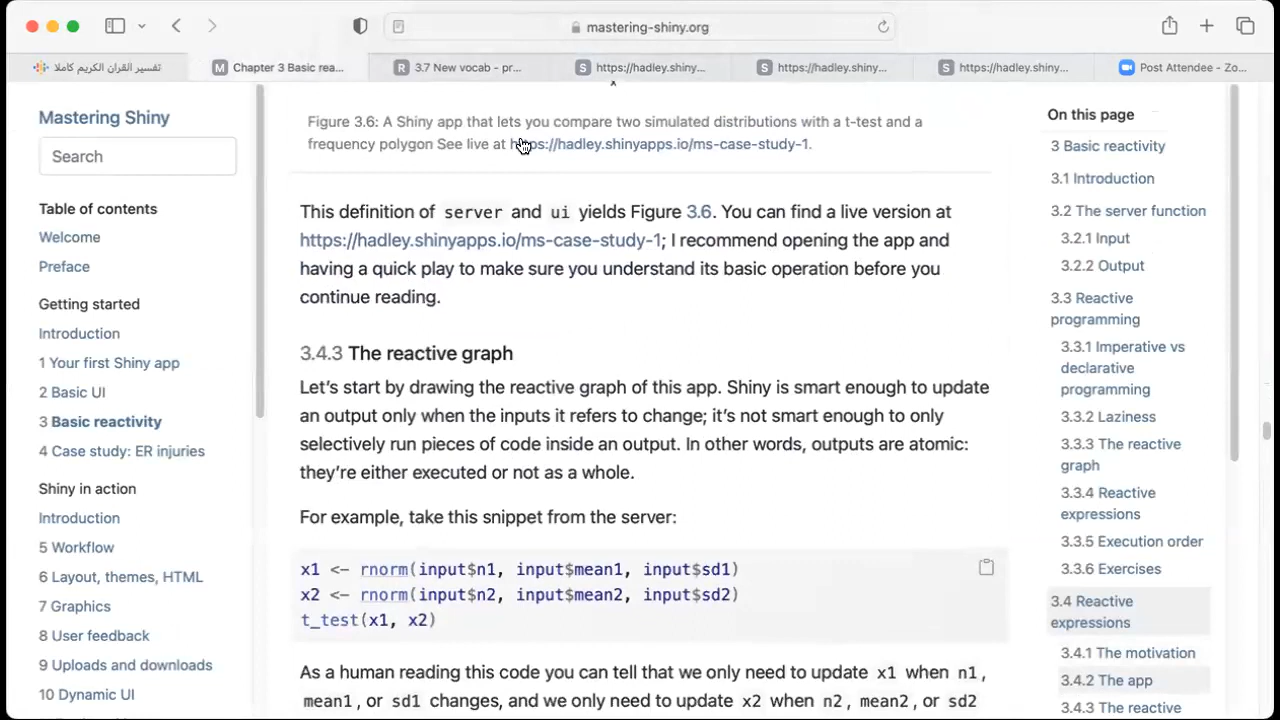 mastering-shiny.org
تفسير القران الكريم كاملا
Chapter 3 Basic rea...
3.7 New vocab - pr...
https://hadley.shiny...
https://hadley.shiny...
https://hadley.shiny...
Post Attendee - Zo...
Mastering Shiny
Search
Table of contents
Welcome
Preface
Getting started
Introduction
1 Your first Shiny app
2 Basic UI
3 Basic reactivity
4 Case study: ER injuries
Shiny in action
Introduction
5 Workflow
6 Layout, themes, HTML
7 Graphics
8 User feedback
9 Uploads and downloads
10 Dynamic UI
x
Figure 3.6: A Shiny app that lets you compare two simulated distributions with a t-test and a
frequency polygon See live at https://hadley.shinyapps.io/ms-case-study-1.
This definition of server and ui yields Figure 3.6. You can find a live version at
https://hadley.shinyapps.io/ms-case-study-1; I recommend opening the app and
having a quick play to make sure you understand its basic operation before you
continue reading.
3.4.3 The reactive graph
Let's start by drawing the reactive graph of this app. Shiny is smart enough to update
an output only when the inputs it refers to change; it's not smart enough to only
selectively run pieces of code inside an output. In other words, outputs are atomic:
they're either executed or not as a whole.
For example, take this snippet from the server:
x1 <- rnorm(input$n1, input$mean1, input$sd1)
x2 <- rnorm(input$n2, input$mean2, input$sd2)
t_test(x1, x2)
As a human reading this code you can tell that we only need to update x1 when n1,
mean1, or sd1 changes, and we only need to update x2 when n2, mean2, or sd2
On this page
3 Basic reactivity
3.1 Introduction
3.2 The server function
3.2.1 Input
3.2.2 Output
3.3 Reactive
programming
3.3.1 Imperative vs
declarative
programming
3.3.2 Laziness
3.3.3 The reactive
graph
3.3.4 Reactive
expressions
3.3.5 Execution order
3.3.6 Exercises
3.4 Reactive
expressions
3.4.1 The motivation
3.4.2 The app
3.4.3 The reactive